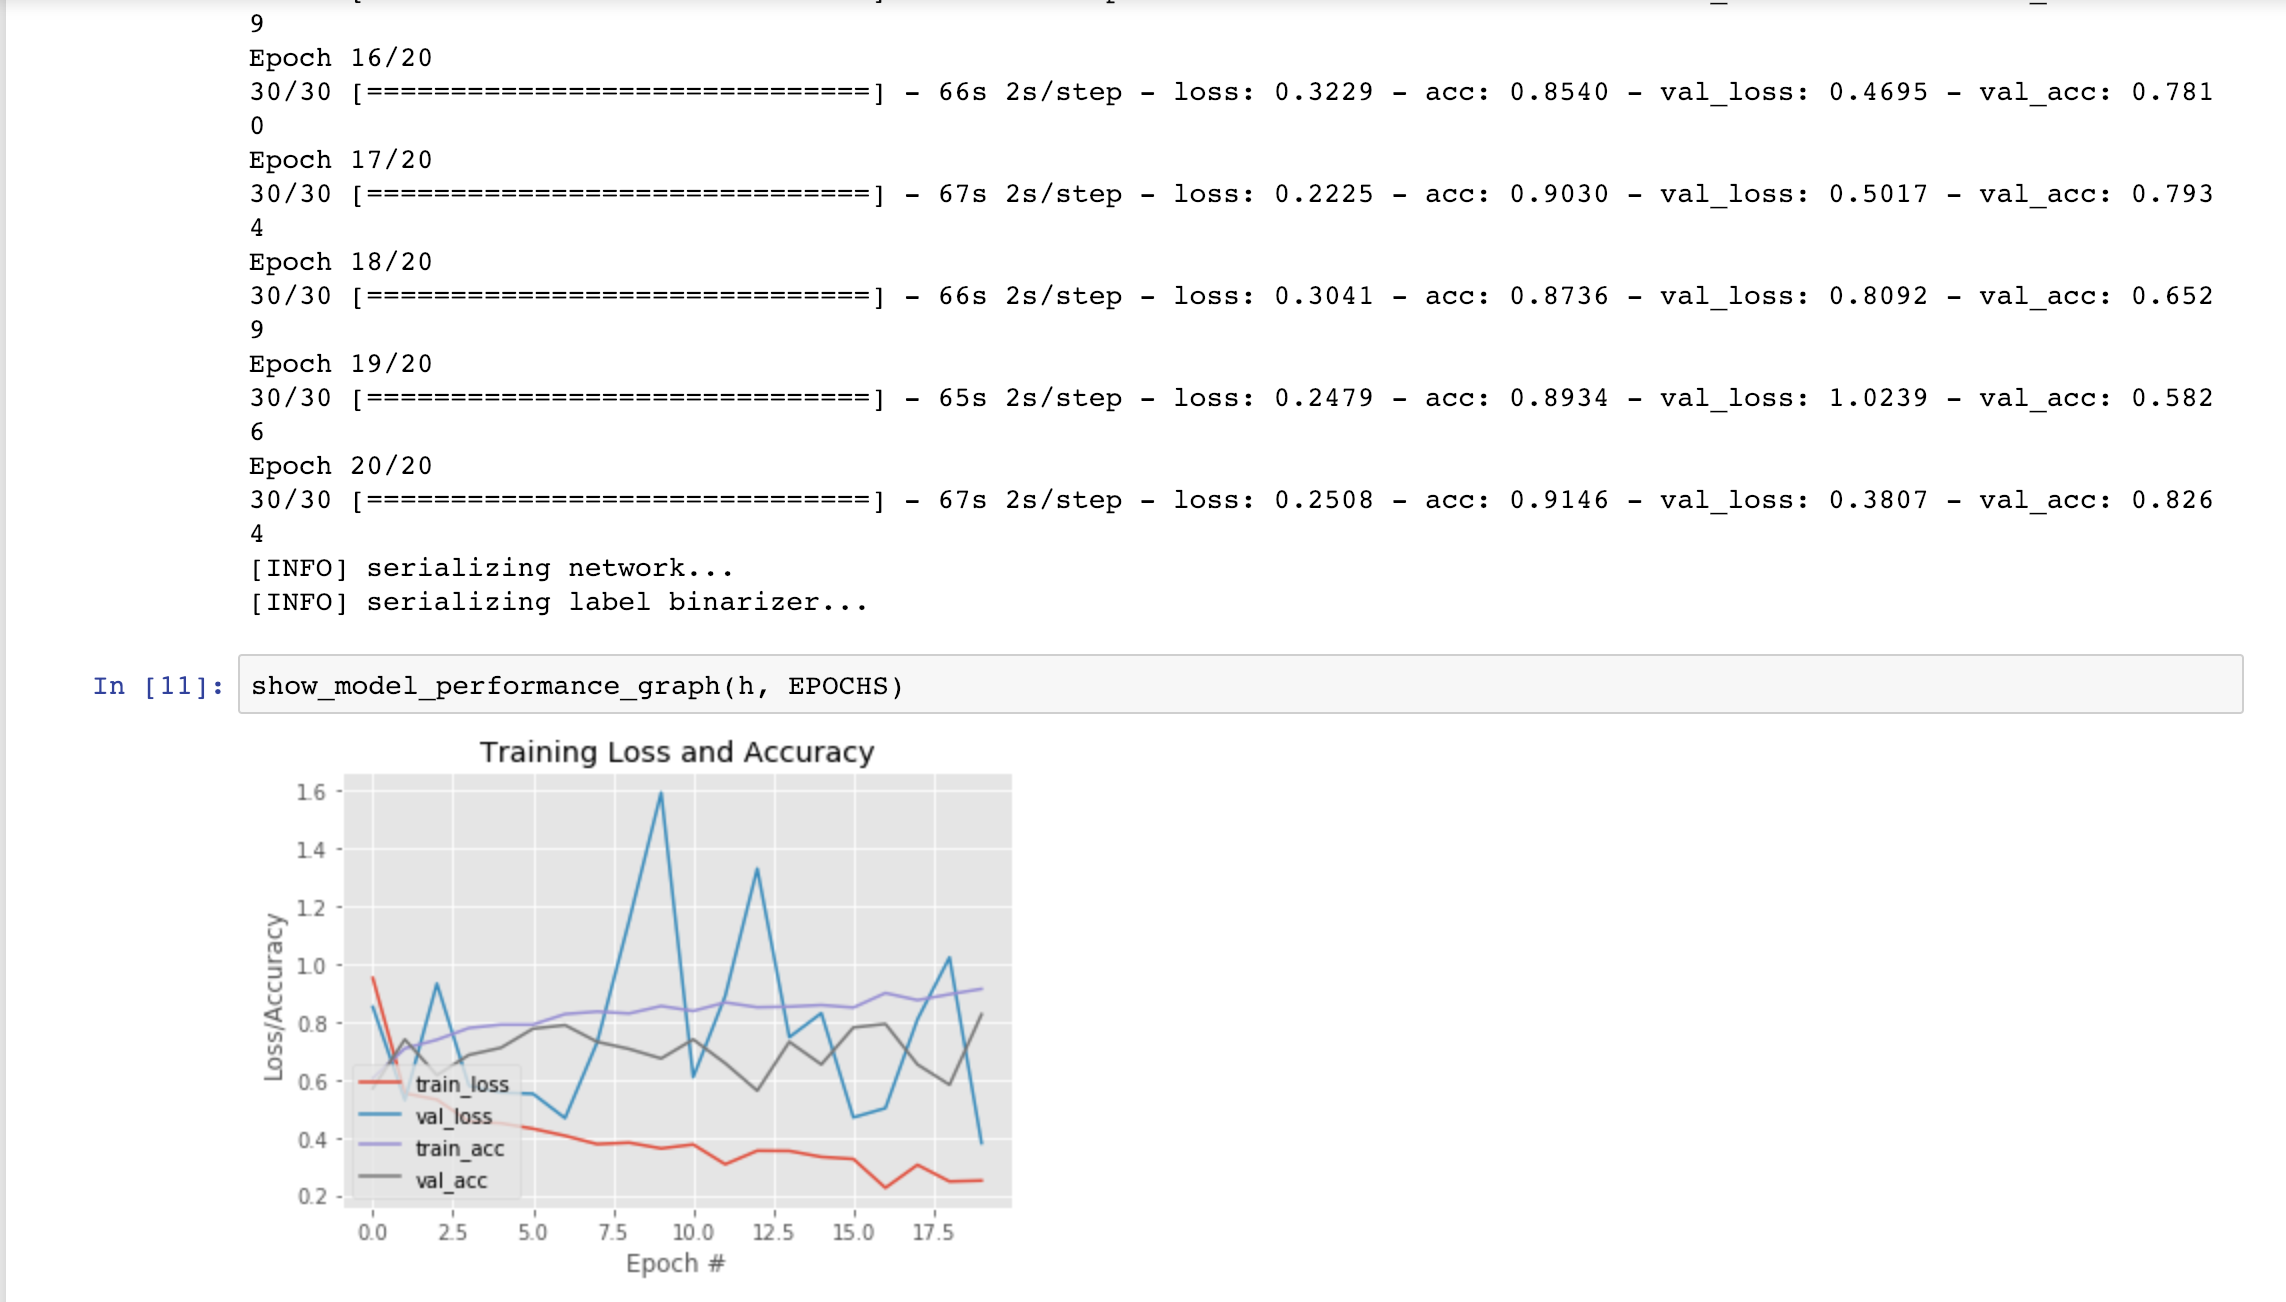 9
Epoch 16/20
30/30 [==============================] - 66s 2s/step - loss: 0.3229 - acc: 0.8540 - val_loss: 0.4695 - val_acc: 0.781
0
Epoch 17/20
30/30 [==============================] - 67s 2s/step - loss: 0.2225 - acc: 0.9030 - val_loss: 0.5017 - val_acc: 0.793
4
Epoch 18/20
30/30 [==============================] - 66s 2s/step - loss: 0.3041 - acc: 0.8736 - val_loss: 0.8092 - val_acc: 0.652
9
Epoch 19/20
30/30 [==============================] - 65s 2s/step - loss: 0.2479 - acc: 0.8934 - val_loss: 1.0239 - val_acc: 0.582
6
Epoch 20/20
30/30 [==============================] - 67s 2s/step - loss: 0.2508 - acc: 0.9146 - val_loss: 0.3807 - val_acc: 0.826
4
[INFO] serializing network...
[INFO] serializing label binarizer...
In [11]: show_model_performance_graph(h, EPOCHS)
Training Loss and Accuracy
1.6
1.4
1.2
1.0
0.8
0.6
0.4
0.2
Loss/Accuracy
train_loss
val_loss
train_acc
val_acc
0.0 2.5 5.0 7.5 10.0 12.5 15.0 17.5
Epoch #